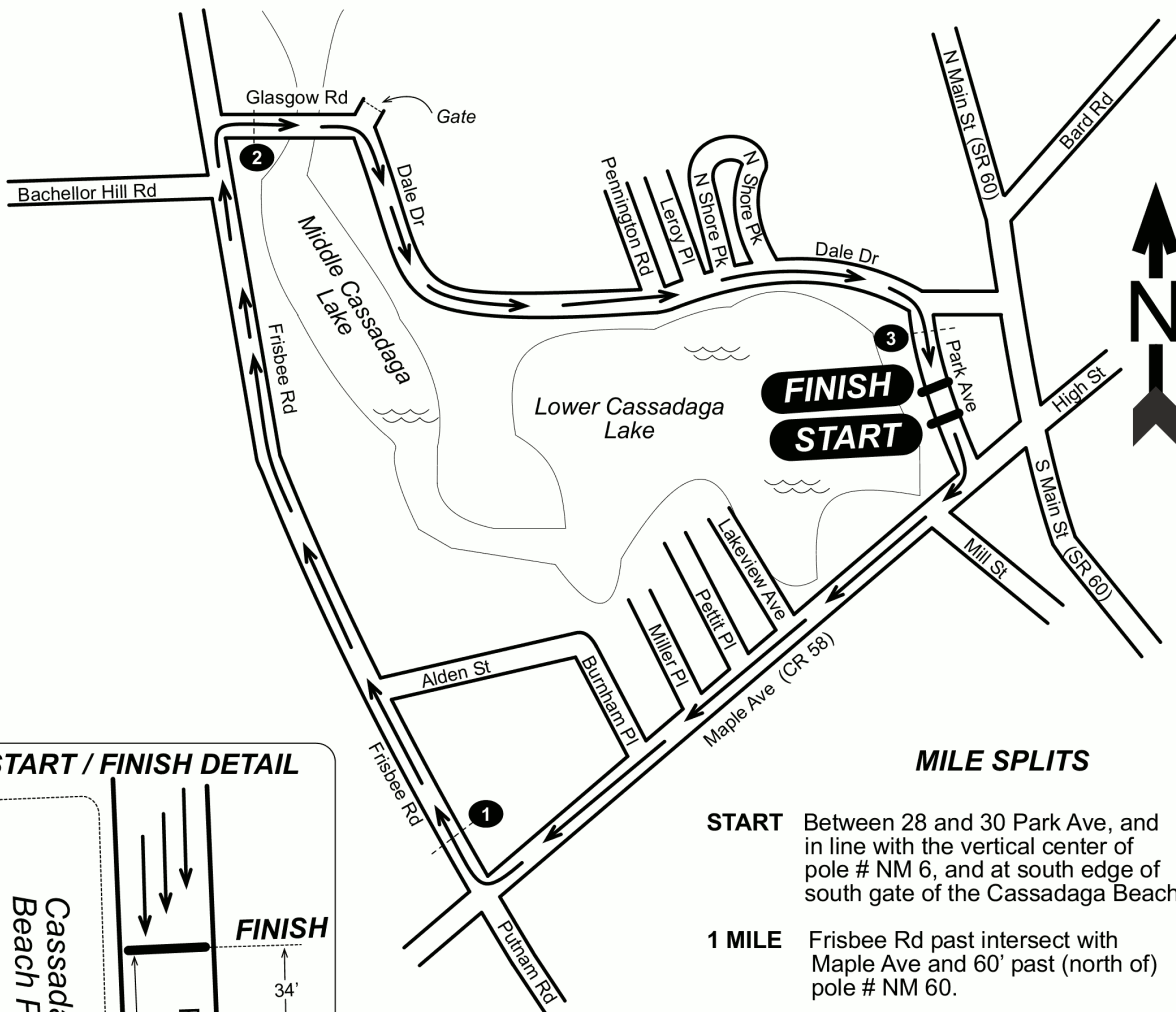 Glasgow Rd
Gate
2
Bachellor Hill Rd
Dale Dr
Middle Cassadaga
Lake
Frisbee Rd
Pennington Rd
Leroy Pl
N Shore Pk
N Shore Pk
Dale Dr
N Main St (SR 60)
Bard Rd
N
3
Park Ave
FINISH
START
High St
Lower Cassadaga
Lake
S Main St (SR 60)
Mill St
Lakeview Ave
Pettit Pl
Miller Pl
Burnham Pl
Alden St
Maple Ave (CR 58)
Frisbee Rd
1
Putnam Rd
START / FINISH DETAIL
FINISH
34'
Beach
MILE SPLITS
START Between 28 and 30 Park Ave, and
in line with the vertical center of
pole # NM 6, and at south edge of
south gate of the Cassadaga Beach
1 MILE Frisbee Rd past intersect with
Maple Ave and 60' past (north of)
pole # NM 60.